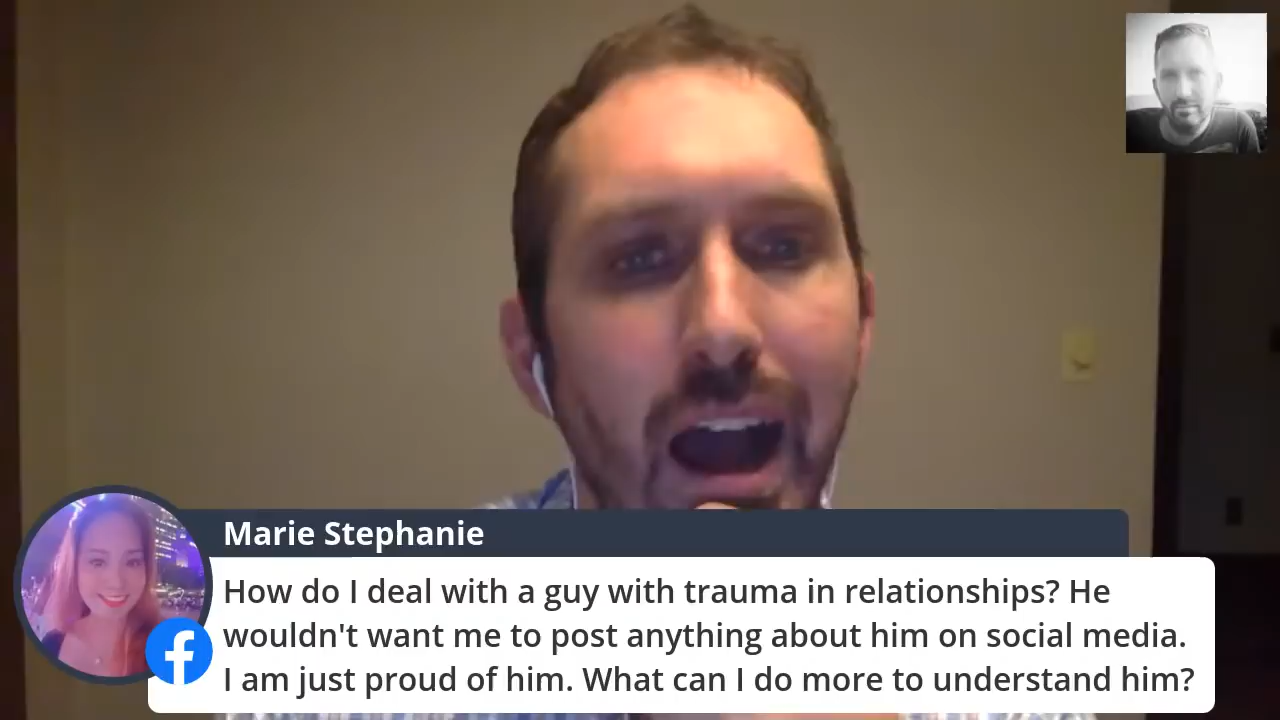 Marie Stephanie
How do I deal with a guy with trauma in relationships? He
wouldn't want me to post anything about him on social media.
I am just proud of him. What can I do more to understand him?